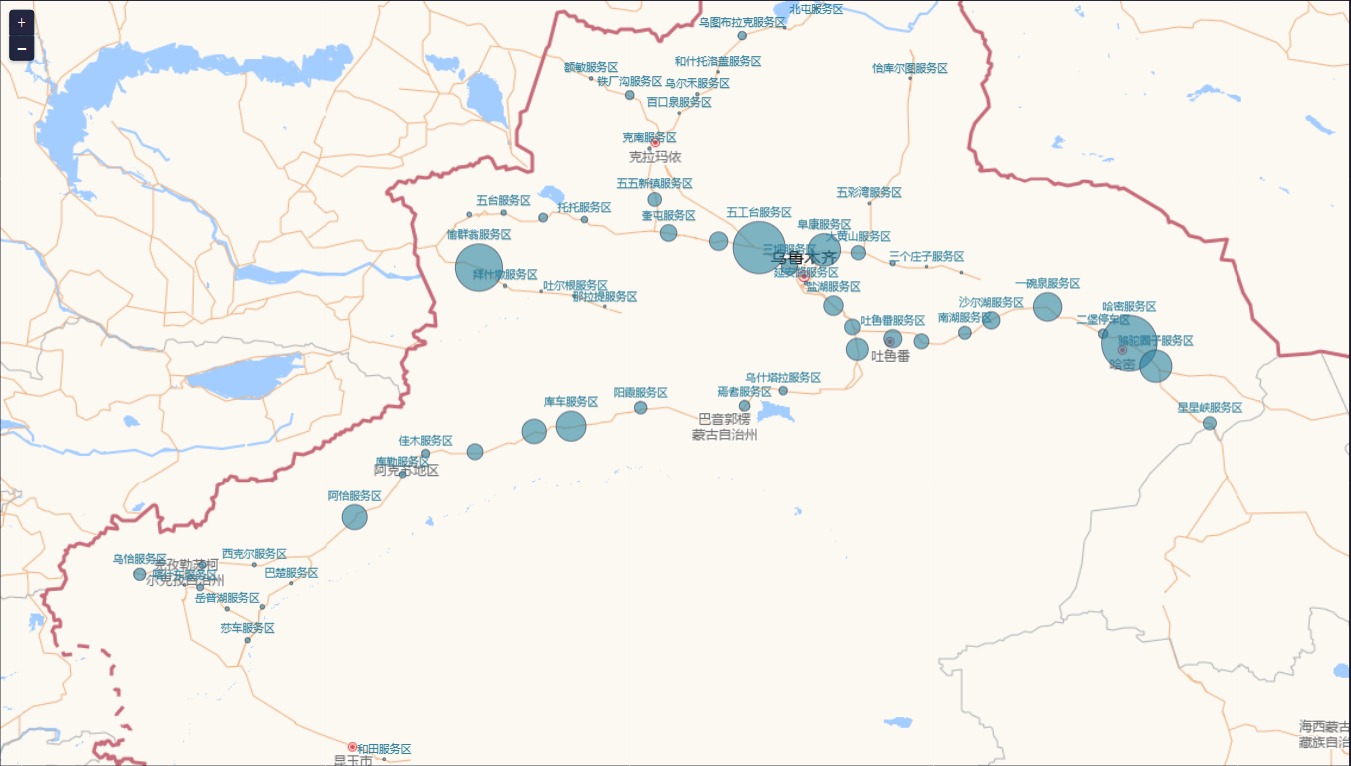 +
−
北屯服务区
乌图布拉克服务区
额敏服务区
和什托洛盖服务区
恰库尔图服务区
铁厂沟服务区
乌尔禾服务区
百口泉服务区
克南服务区
克拉玛依
五五新镇服务区
五彩湾服务区
五台服务区
托托服务区
奎屯服务区
五工台服务区
阜康服务区
大黄山服务区
愉群翁服务区
乌鲁木齐
三个庄子服务区
拜什墩服务区
延安路服务区
吐尔根服务区
那拉提服务区
盐湖服务区
一碗泉服务区
沙尔湖服务区
哈密服务区
吐鲁番服务区
南湖服务区
二堡停车区
骆驼圈子服务区
吐鲁番
哈密
乌什塔拉服务区
焉耆服务区
阳霞服务区
库车服务区
星星峡服务区
巴音郭楞
蒙古自治州
佳木服务区
库勒服务区
阿克苏地区
阿恰服务区
乌恰服务区
西克尔服务区
克孜勒苏柯
尔克孜自治州
巴楚服务区
岳普湖服务区
莎车服务区
和田服务区
昆玉市
海西蒙古
藏族自治